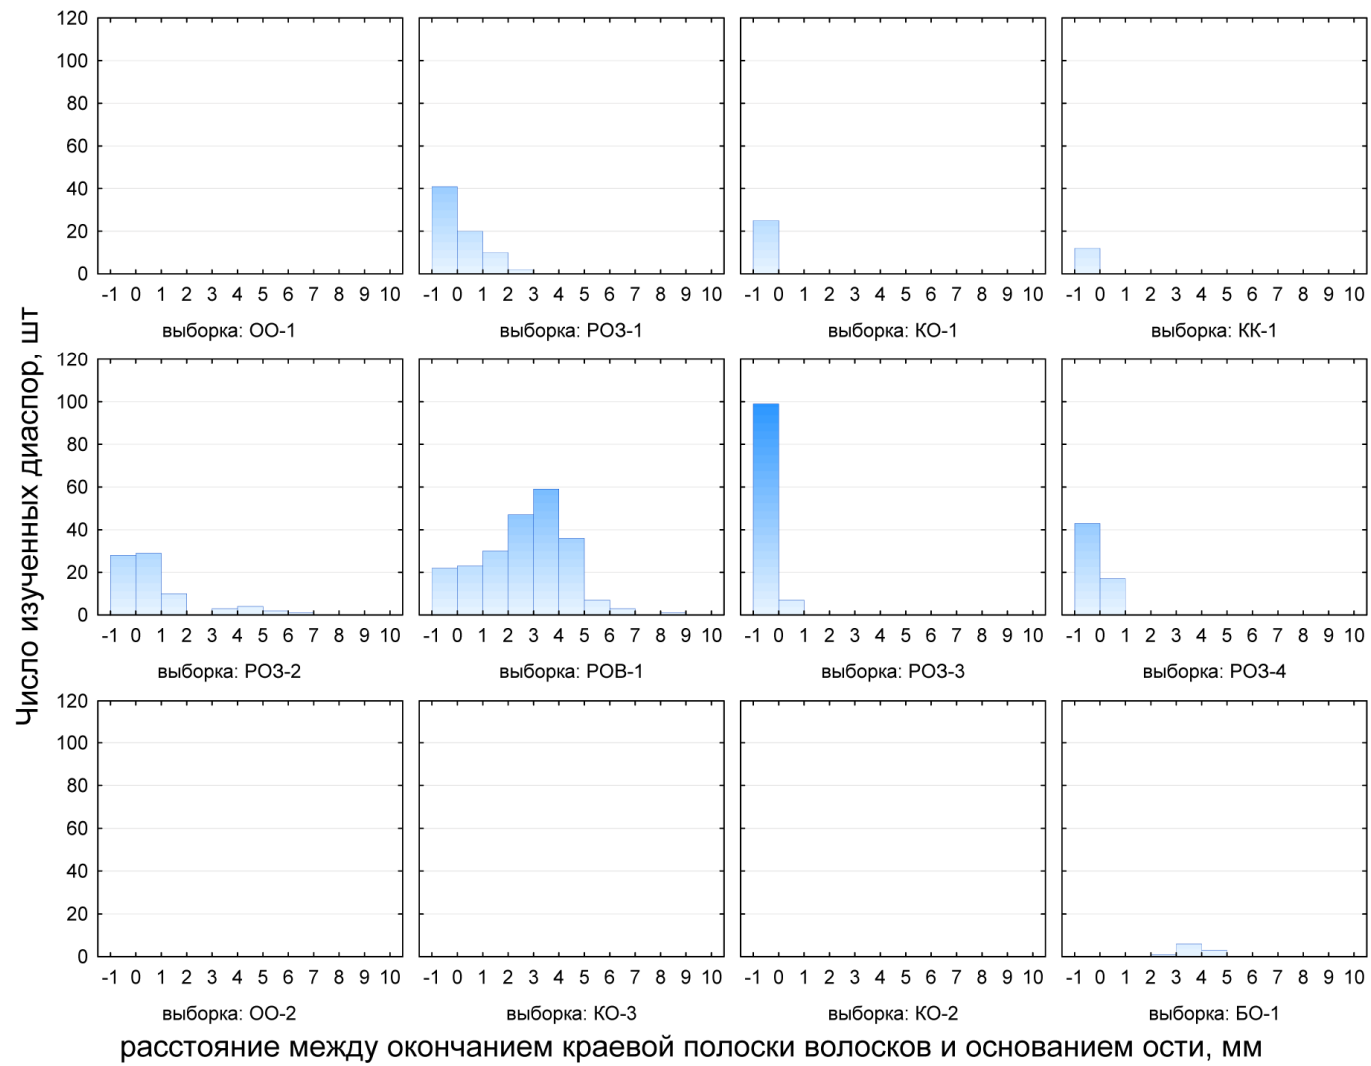 120
100
80
60
40
20
0
-1 0 1 2 3 4 5 6 7 8 9 10
-1 0 1 2 3 4 5 6 7 8 9 10
-1 0 1 2 3 4 5 6 7 8 9 10
-1 0 1 2 3 4 5 6 7 8 9 10
выборка: ОО-1
выборка: РОЗ-1
выборка: КО-1
выборка: КК-1
Число изученных диаспор, шт
120
100
80
60
40
20
0
-1 0 1 2 3 4 5 6 7 8 9 10
-1 0 1 2 3 4 5 6 7 8 9 10
-1 0 1 2 3 4 5 6 7 8 9 10
-1 0 1 2 3 4 5 6 7 8 9 10
выборка: РОЗ-2
выборка: РОВ-1
выборка: РОЗ-3
выборка: РОЗ-4
120
100
80
60
40
20
0
-1 0 1 2 3 4 5 6 7 8 9 10
-1 0 1 2 3 4 5 6 7 8 9 10
-1 0 1 2 3 4 5 6 7 8 9 10
-1 0 1 2 3 4 5 6 7 8 9 10
выборка: ОО-2
выборка: КО-3
выборка: КО-2
выборка: БО-1
расстояние между окончанием краевой полоски волосков и основанием ости, мм